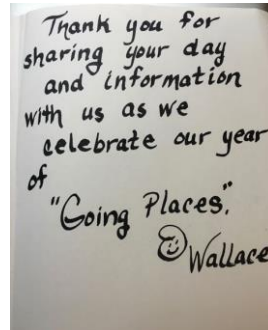 Thank you for
sharing your day
and information
with us as we
celebrate our year
of
"Going Places".
Wallace